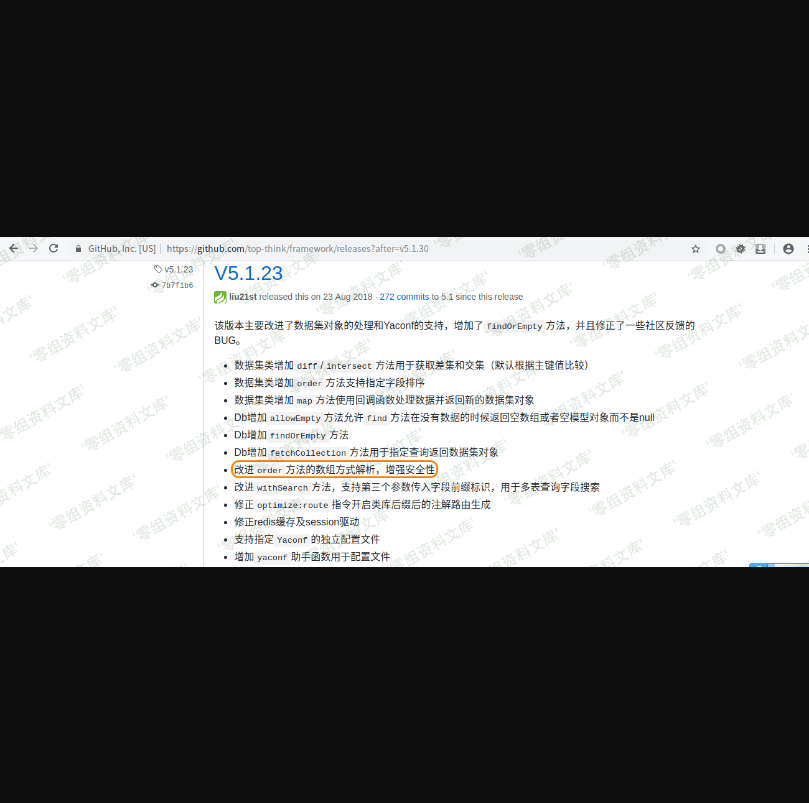 GitHub, Inc. [US] https://github.com/top-think/framework/releases?after=v5.1.30
v5.1.23
7b7f1b6
V5.1.23
liu21st released this on 23 Aug 2018 · 272 commits to 5.1 since this release
该版本主要改进了数据集对象的处理和Yaconf的支持，增加了 findOrEmpty 方法，并且修正了一些社区反馈的
BUG。
数据集类增加 diff / intersect 方法用于获取差集和交集（默认根据主键值比较）
数据集类增加 order 方法支持指定字段排序
数据集类增加 map 方法使用回调函数处理数据并返回新的数据集对象
Db增加 allowEmpty 方法允许 find 方法在没有数据的时候返回空数组或者空模型对象而不是null
Db增加 findOrEmpty 方法
Db增加 fetchCollection 方法用于指定查询返回数据集对象
改进 order 方法的数组方式解析，增强安全性
改进 withSearch 方法，支持第三个参数传入字段前缀标识，用于多表查询字段搜索
修正 optimize:route 指令开启类库后缀后的注解路由生成
修正redis缓存及session驱动
支持指定 Yaconf 的独立配置文件
增加 yaconf 助手函数用于配置文件
零组资料文库